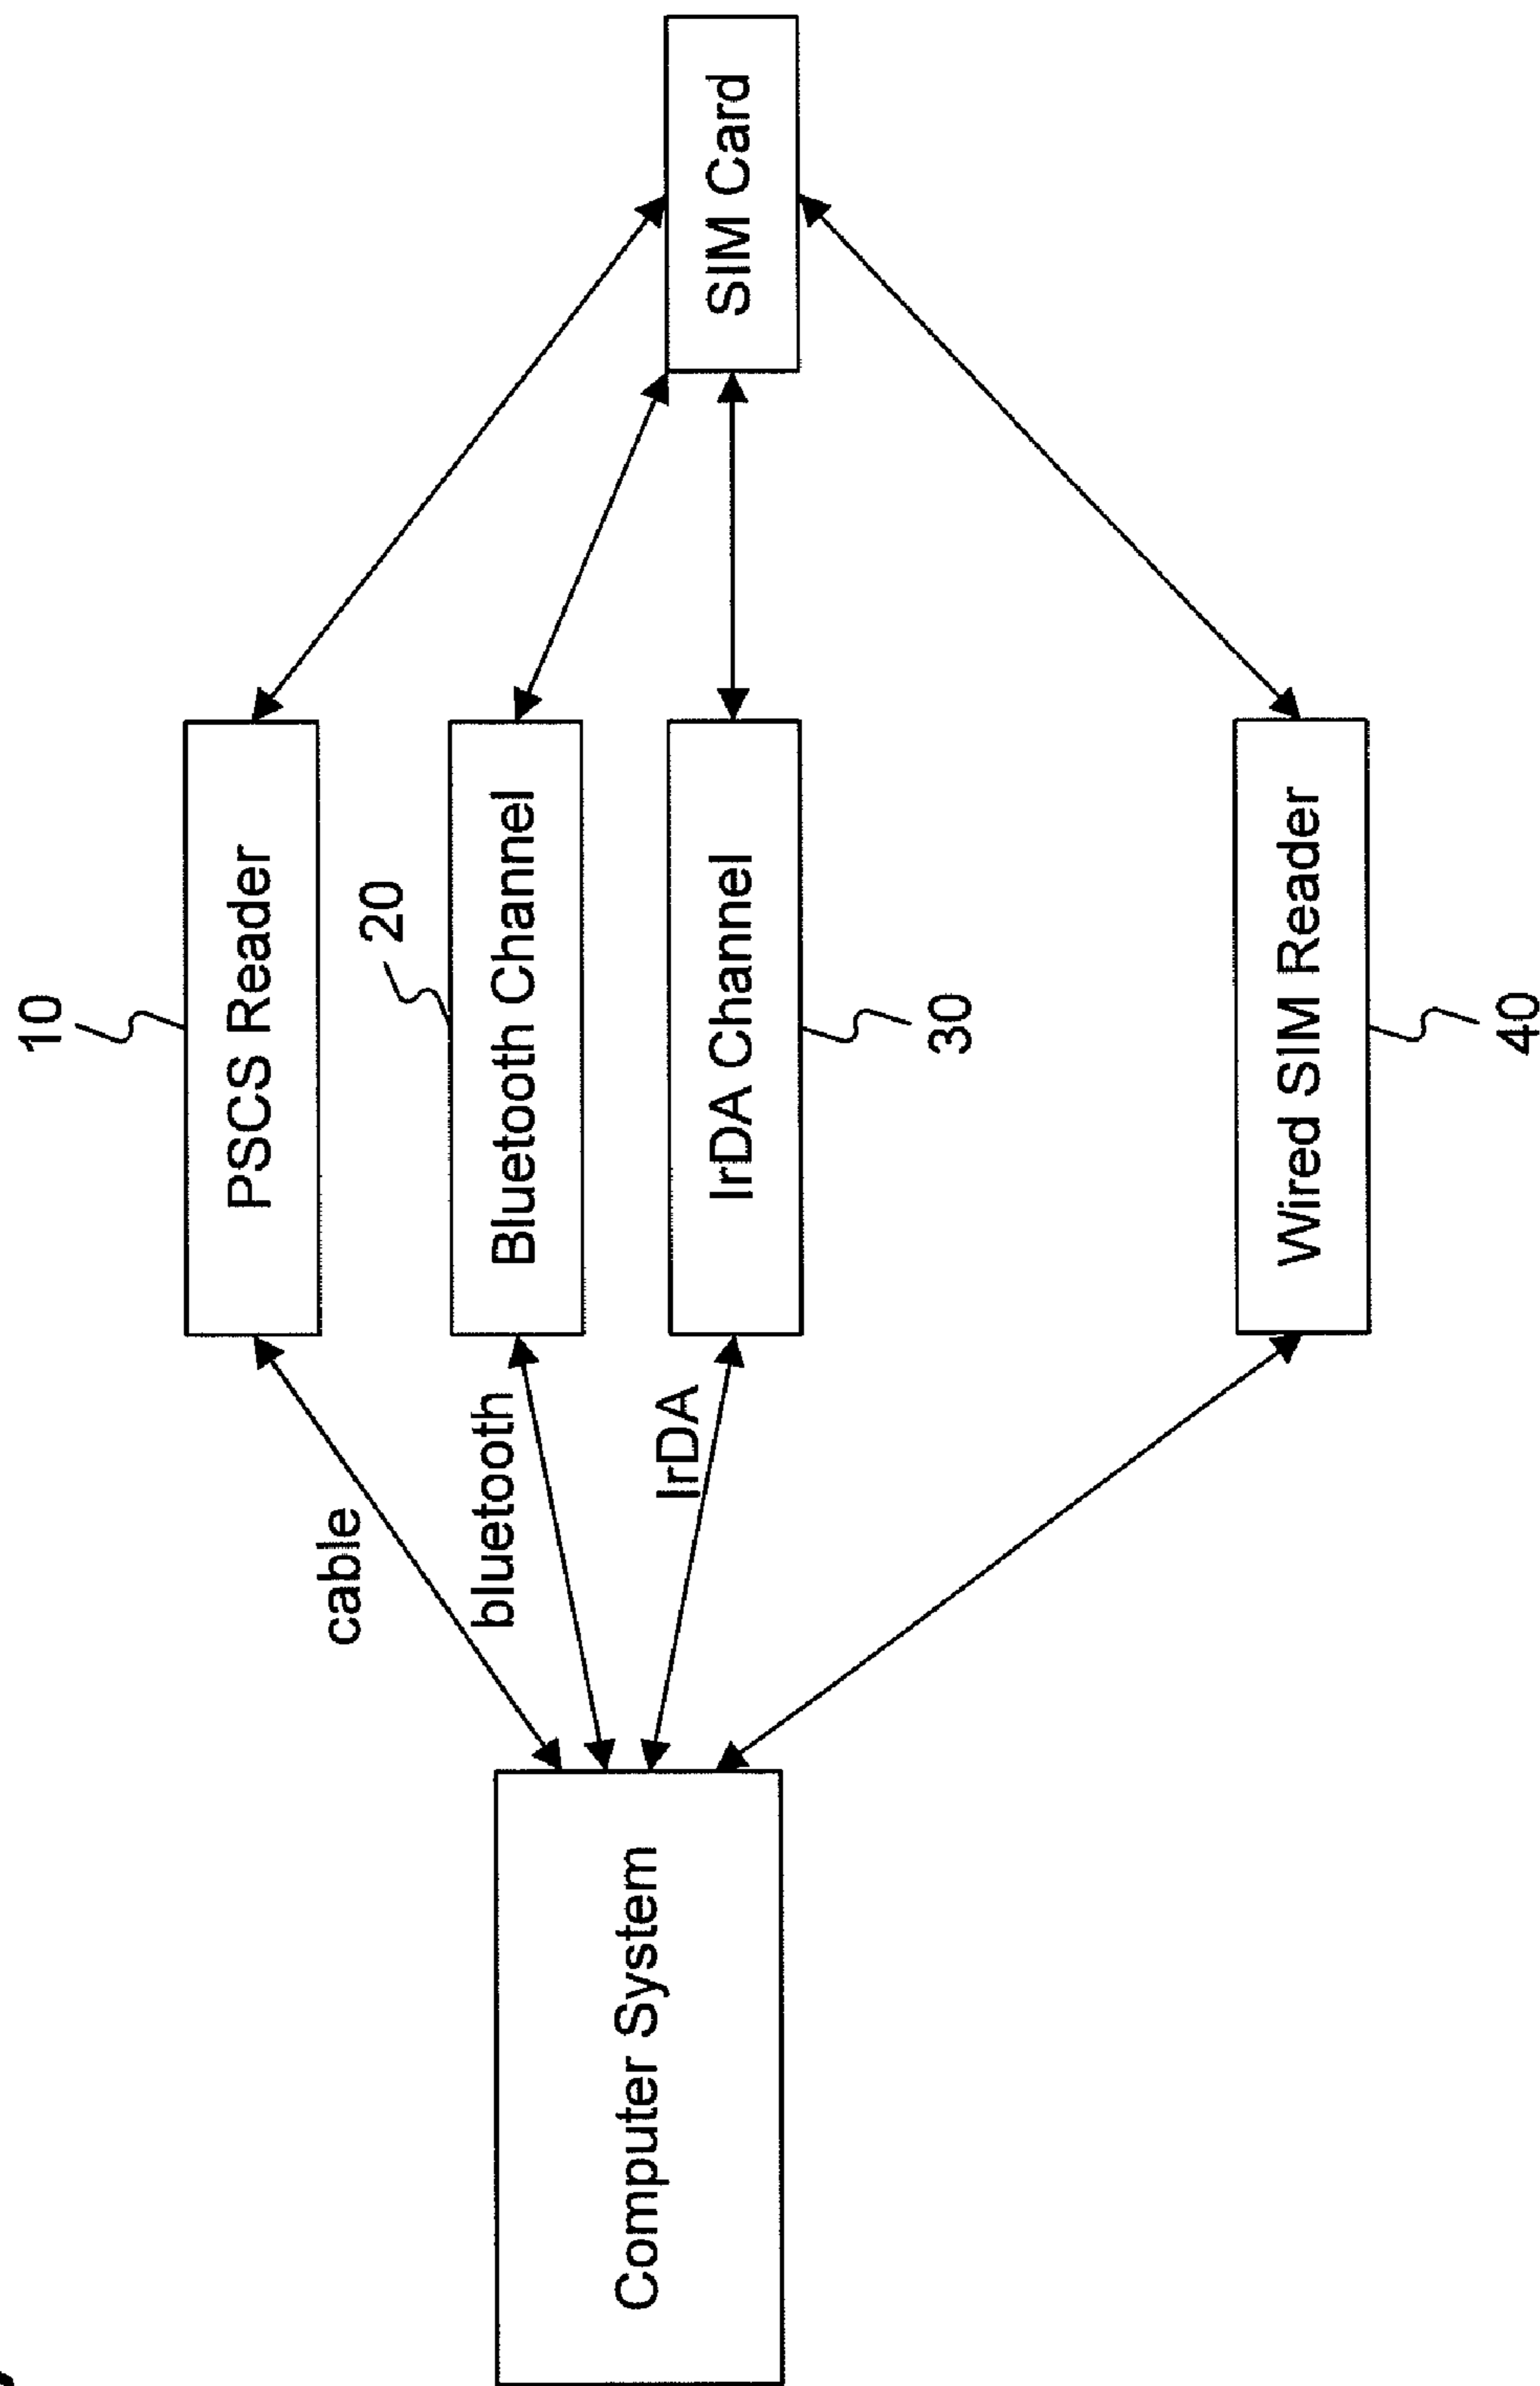 10
PSCS Reader
20
cable
Bluetooth Channel
bluetooth
Computer System
SIM Card
IrDA
IrDA Channel
30
Wired SIM Reader
40